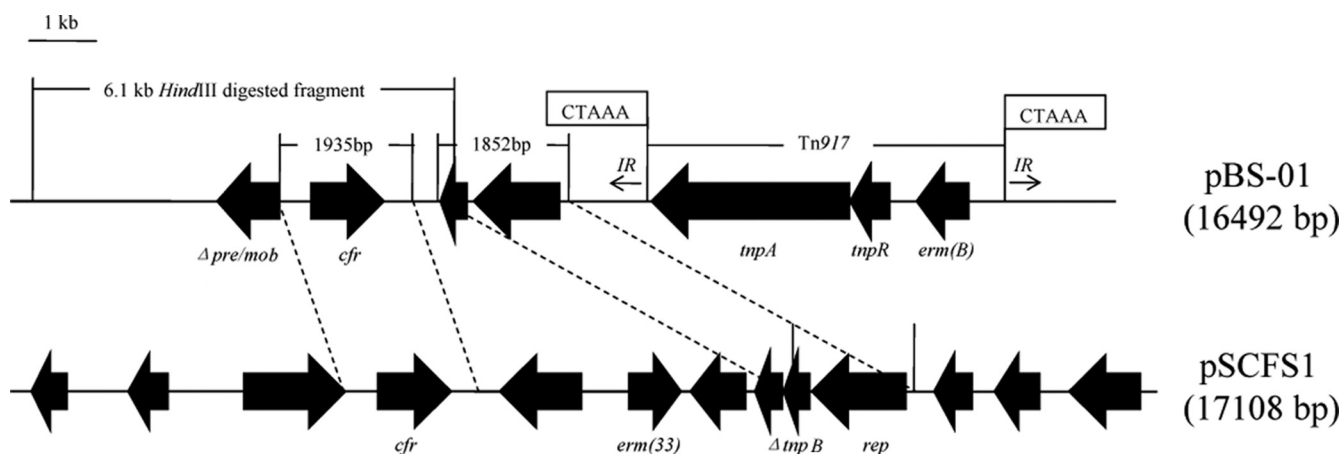 1 kb
6.1 kb HindIII digested fragment
CTAAA
CTAAA
1935bp
1852bp
Tn917
IR
IR
pBS-01
(16492 bp)
Δ pre/mob
cfr
tnpA
tnpR
erm(B)
pSCFS1
(17108 bp)
cfr
erm(33)
Δ tnp B
rep